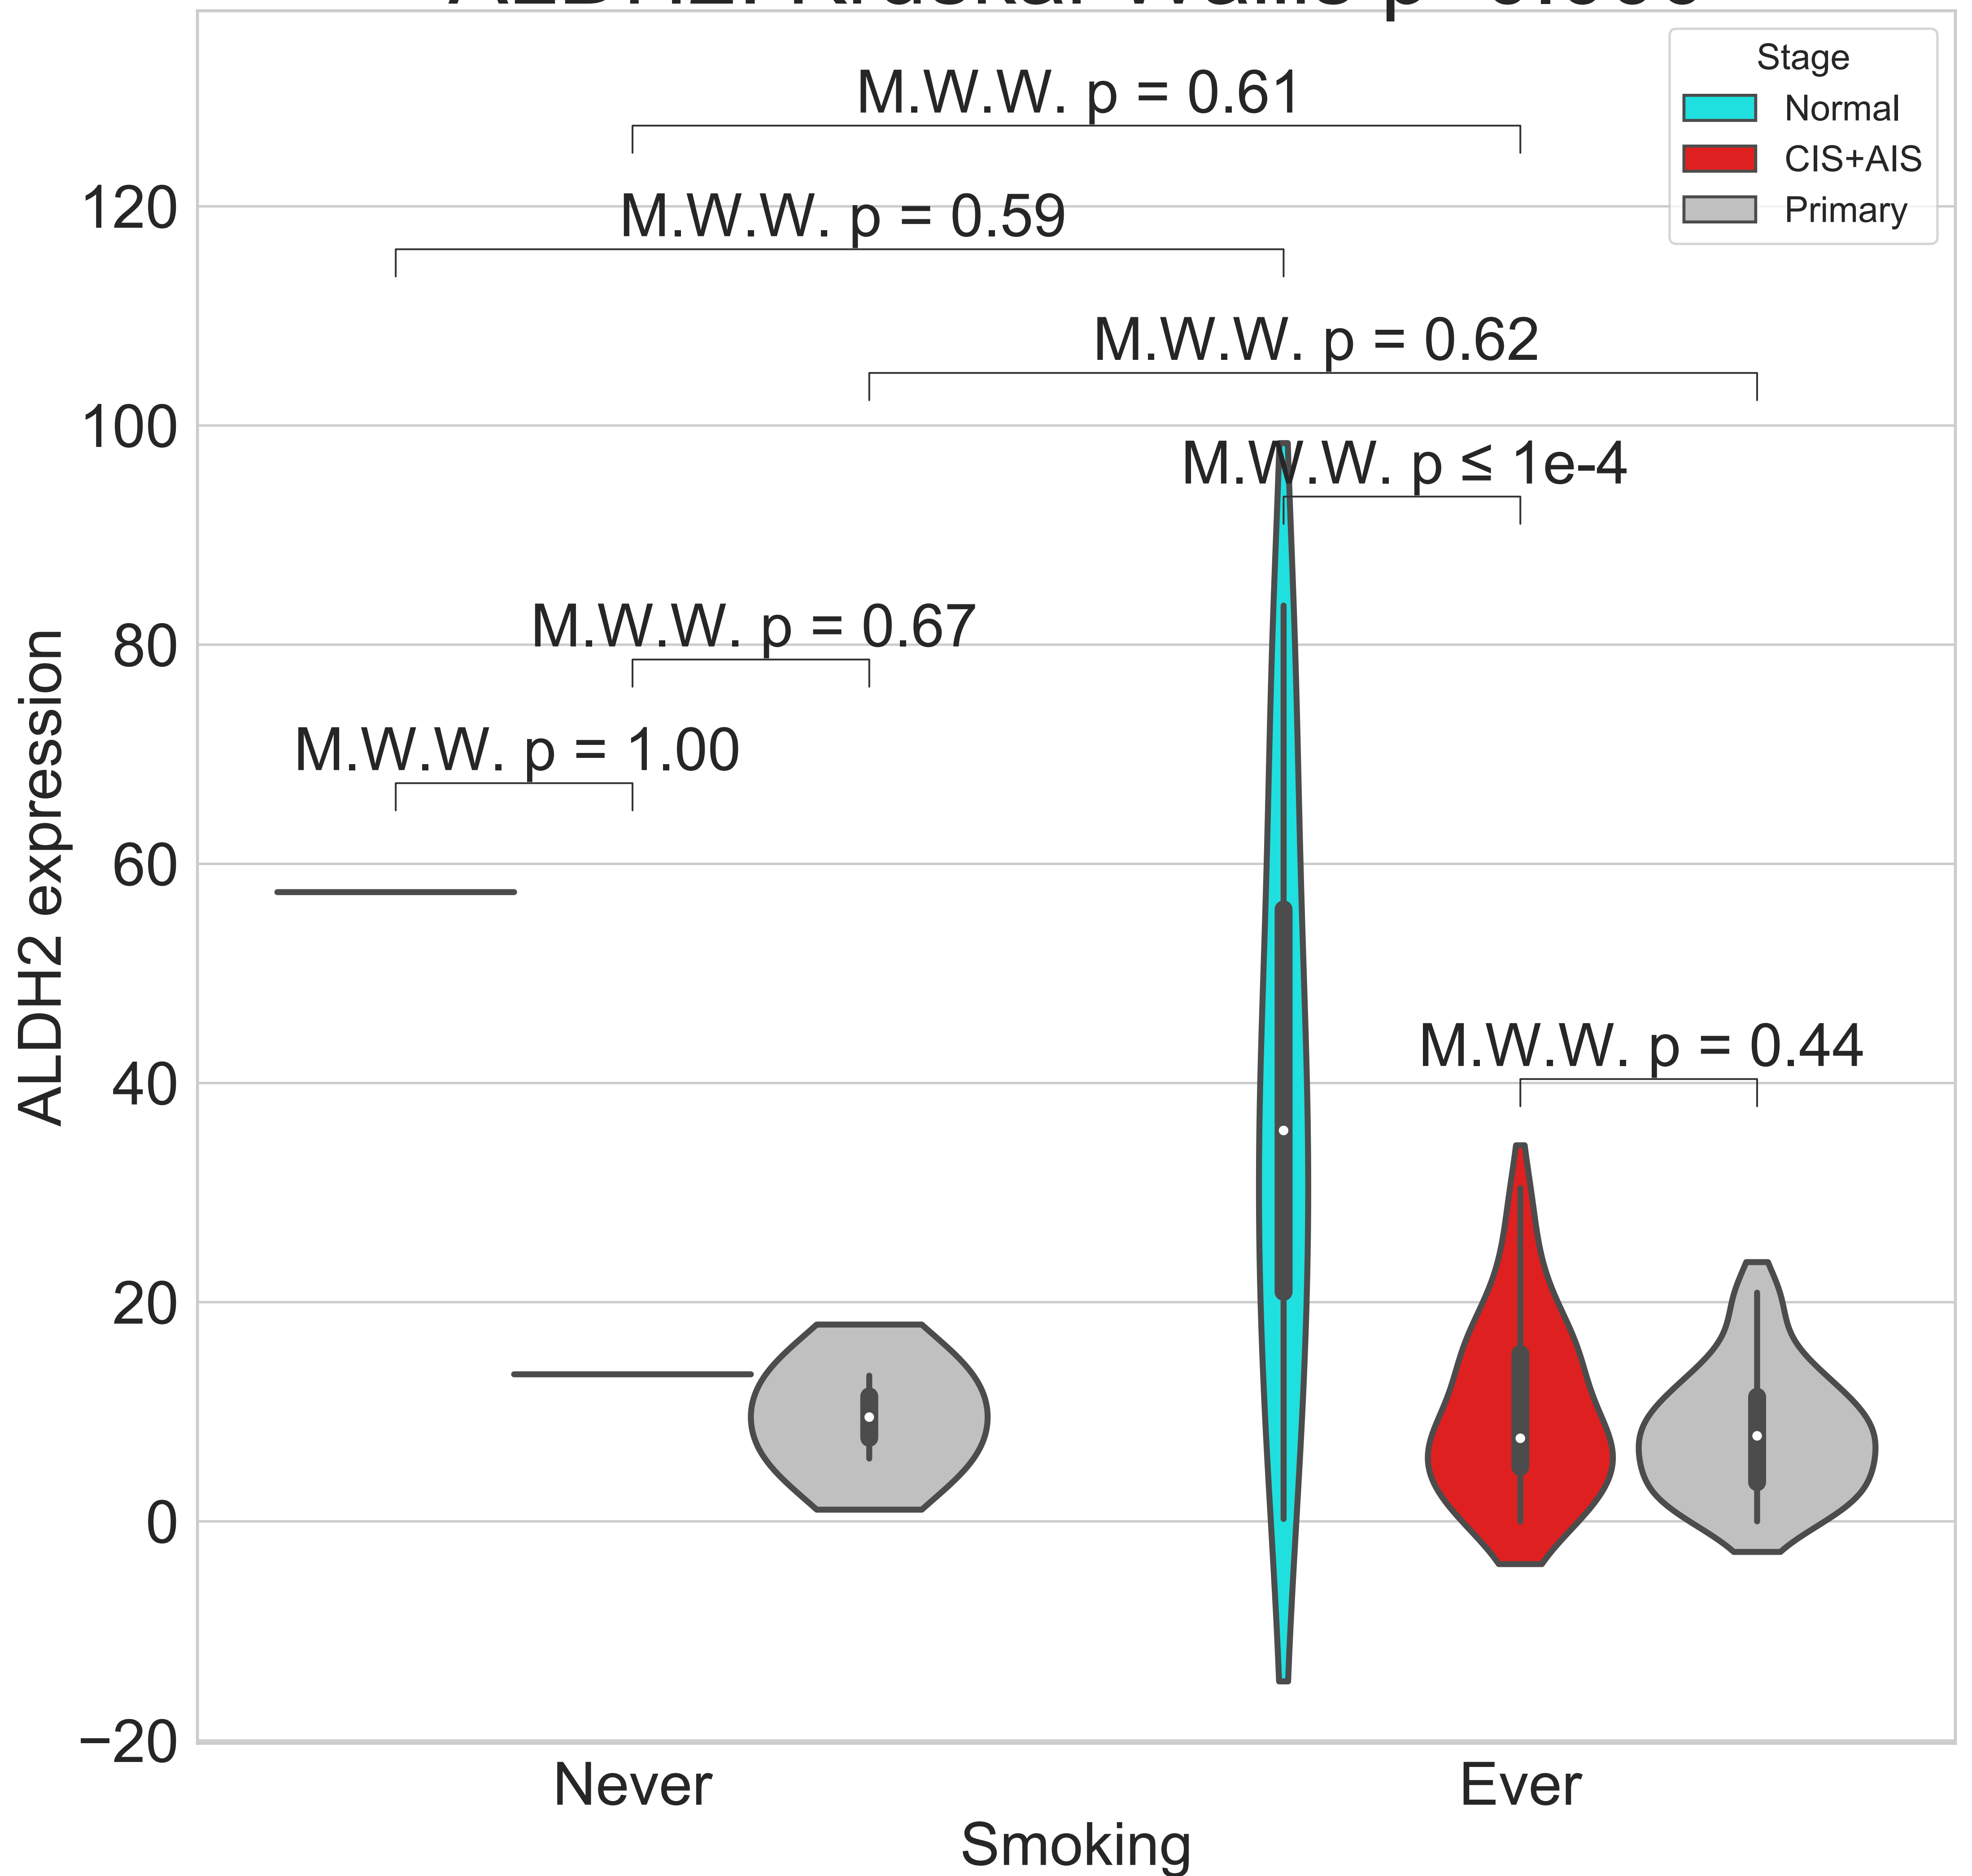 M.W.W. p = 0.61
Stage
Normal
CIS+AIS
Primary
M.W.W. p = 0.59
M.W.W. p = 0.62
M.W.W. p ≤ 1e-4
M.W.W. p = 0.67
M.W.W. p = 1.00
M.W.W. p = 0.44
120
100
80
60
40
20
0
−20
ALDH2 expression
Never
Ever
Smoking